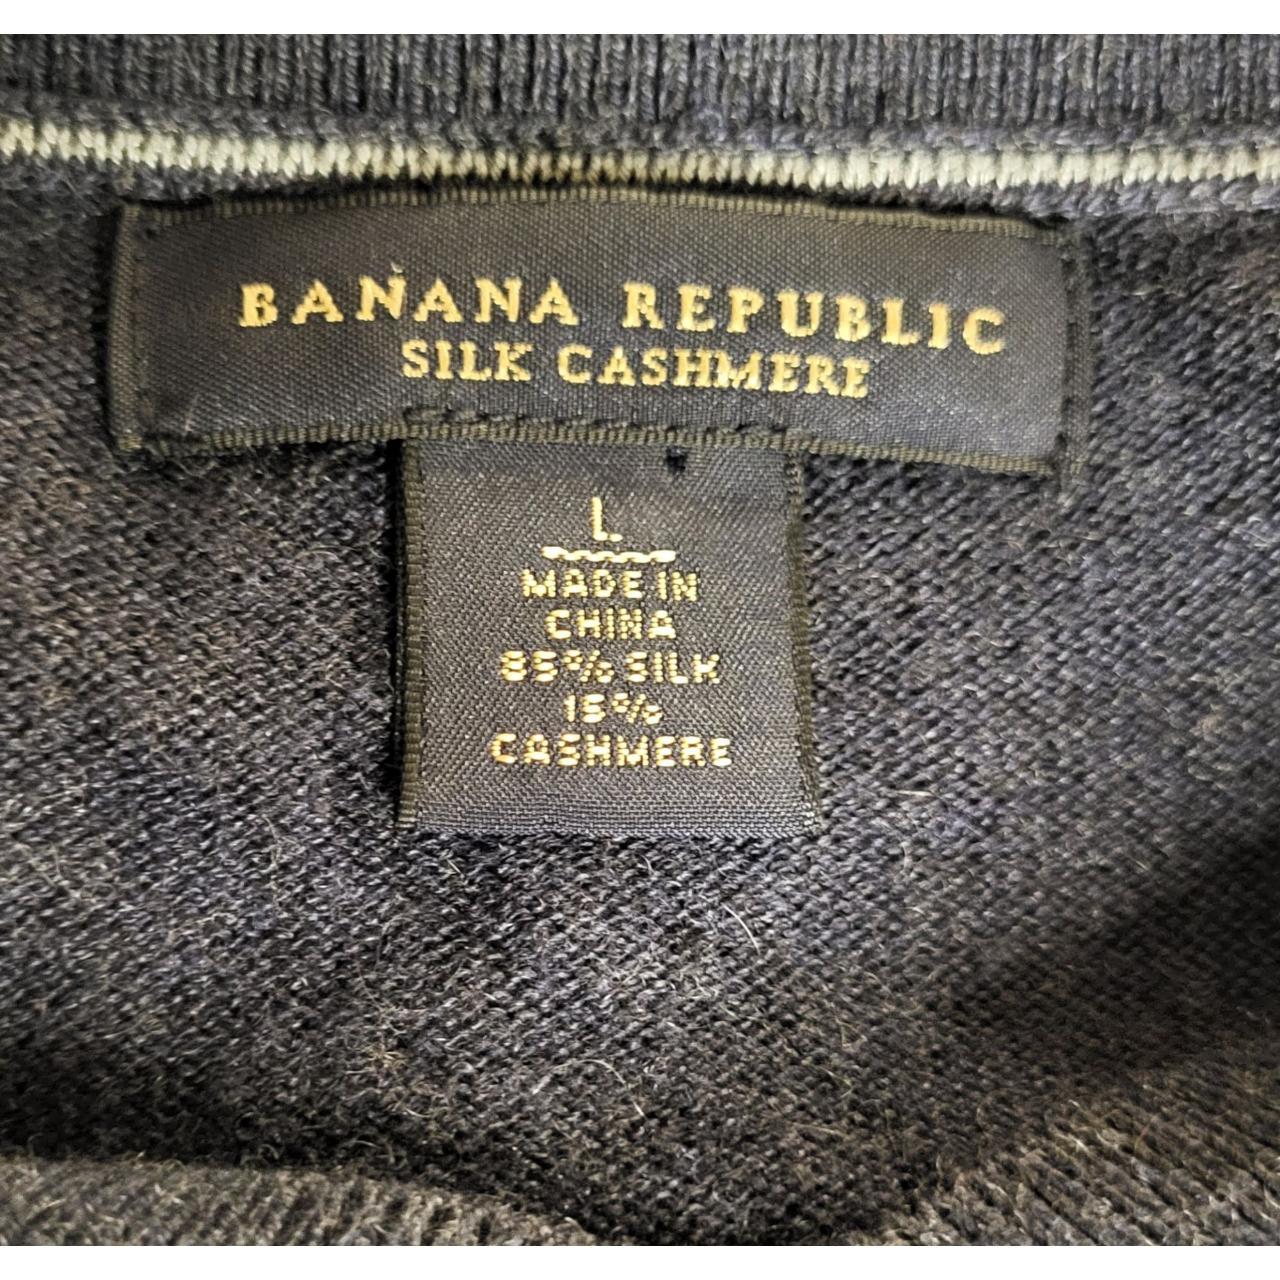 BANANA REPUBLIC
SILK CASHMERE
L
MADE IN
CHINA
85% SILK
15%
CASHMERE